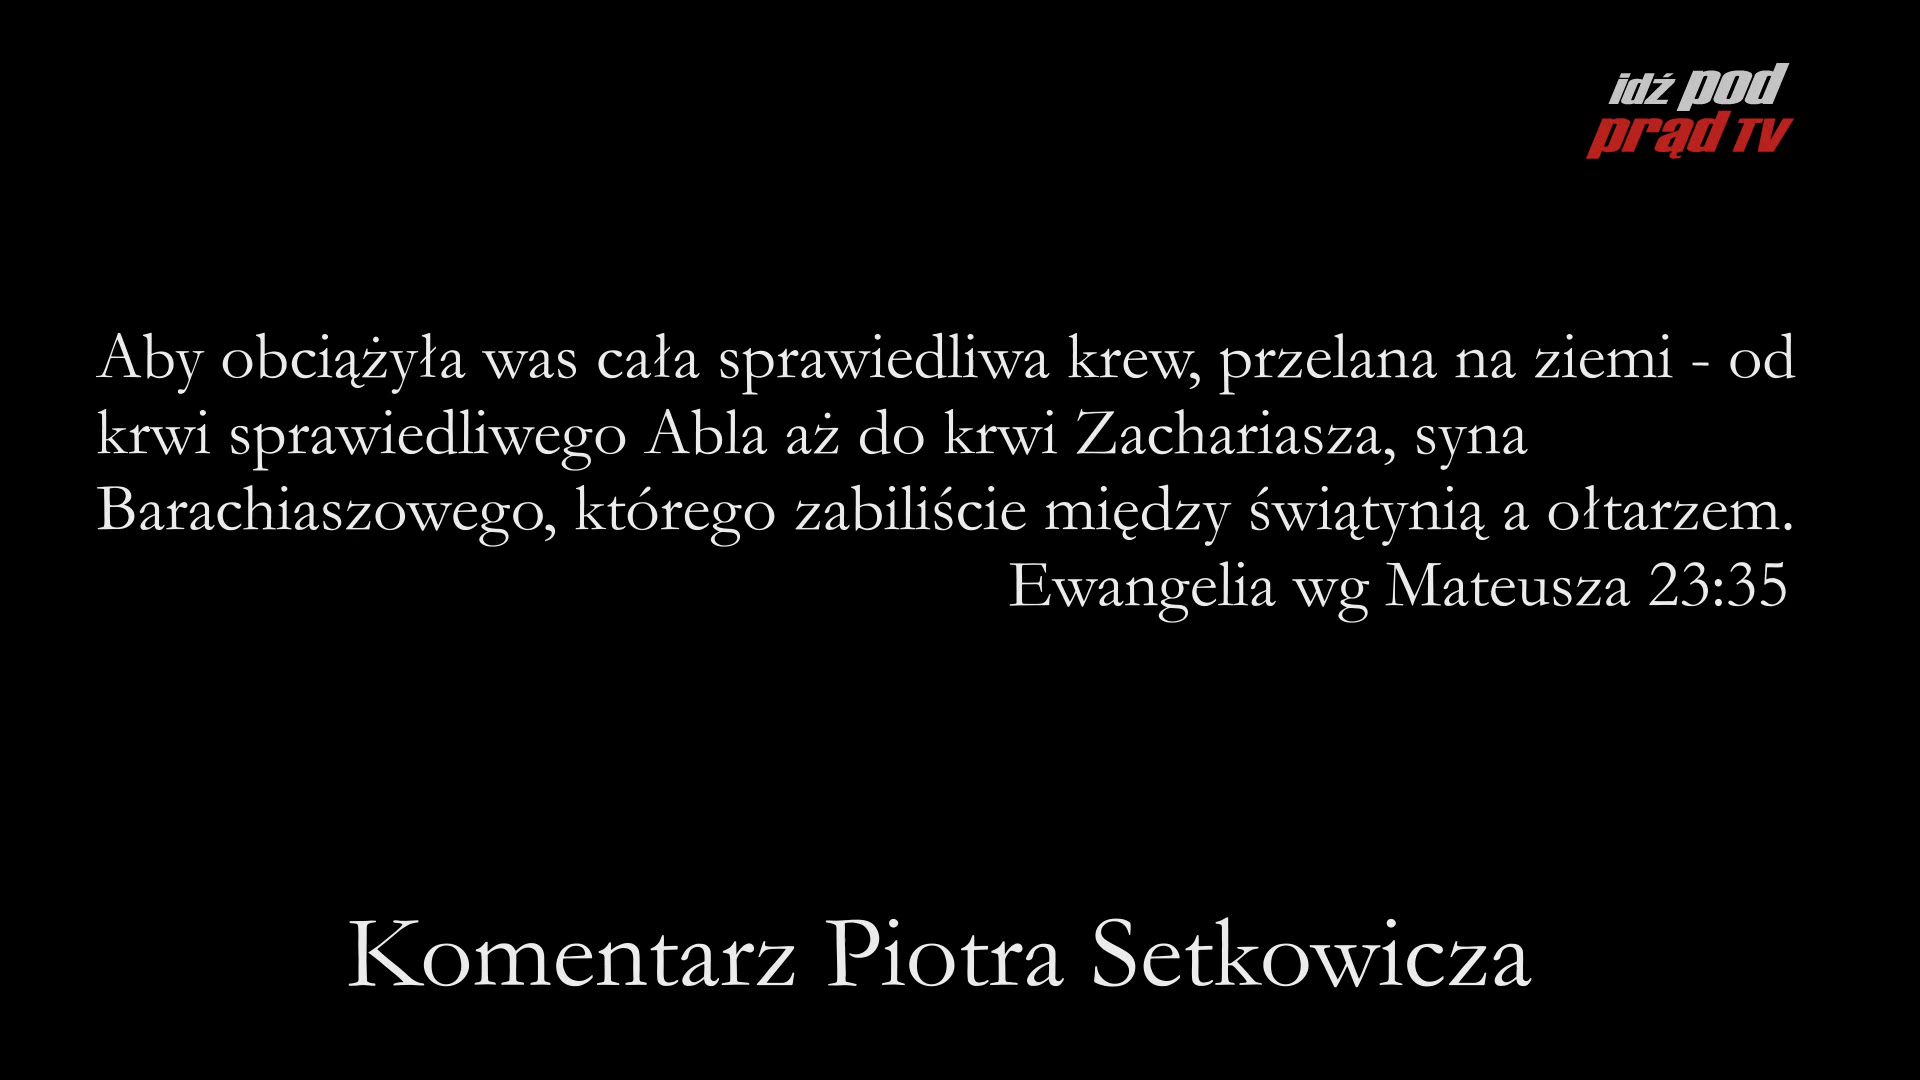 idź pod
prąd TV
Aby obciążyła was cała sprawiedliwa krew, przelana na ziemi - od
krwi sprawiedliwego Abla aż do krwi Zachariasza, syna
Barachiaszowego, którego zabiliście między świątynią a ołtarzem.
Ewangelia wg Mateusza 23:35
Komentarz Piotra Setkowicza